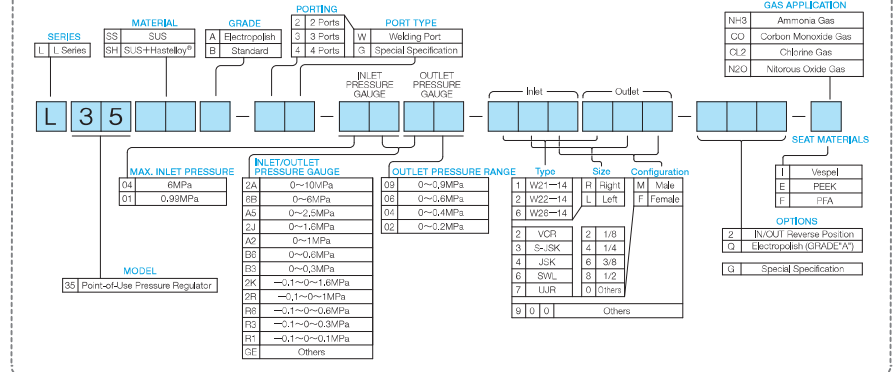 SERIES
L L Series
MATERIAL
SS SUS
SH SUS+Hastelloy®
GRADE
A Electropolish
B Standard
PORTING
2 2 Ports
3 3 Ports
4 4 Ports
PORT TYPE
W Welding Port
G Special Specification
GAS APPLICATION
NH3 Ammonia Gas
CO Corbon Monoxide Gas
CL2 Chlorine Gas
N2O Nitorous Oxide Gas
INLET
PRESSURE
GAUGE
OUTLET
PRESSURE
GAUGE
Inlet
Outlet
L 3 5 — — — — —
MAX. INLET PRESSURE
04 6MPa
01 0.99MPa
INLET/OUTLET
PRESSURE GAUGE
2A 0～10MPa
6B 0～6MPa
A5 0～2.5MPa
2J 0～1.6MPa
A2 0～1MPa
B6 0～0.6MPa
B3 0～0.3MPa
2K −0.1～0～1.6MPa
2R −0.1～0～1MPa
R6 −0.1～0～0.6MPa
R3 −0.1～0～0.3MPa
R1 −0.1～0～0.1MPa
GE Others
OUTLET PRESSURE RANGE
09 0～0.9MPa
06 0～0.6MPa
04 0～0.4MPa
02 0～0.2MPa
Type
1 W21−14
2 W22−14
6 W26−14
2 VCR
3 S-JSK
4 JSK
6 SWL
7 UJR
Size
R Right
L Left
2 1/8
4 1/4
6 3/8
8 1/2
0 Others
Configuration
M Male
F Female
9 0 0 Others
SEAT MATERIALS
I Vespel
E PEEK
F PFA
OPTIONS
2 IN/OUT Reverse Position
Q Electropolish (GRADE"A")
G Special Specification
MODEL
35 Point-of-Use Pressure Regulator